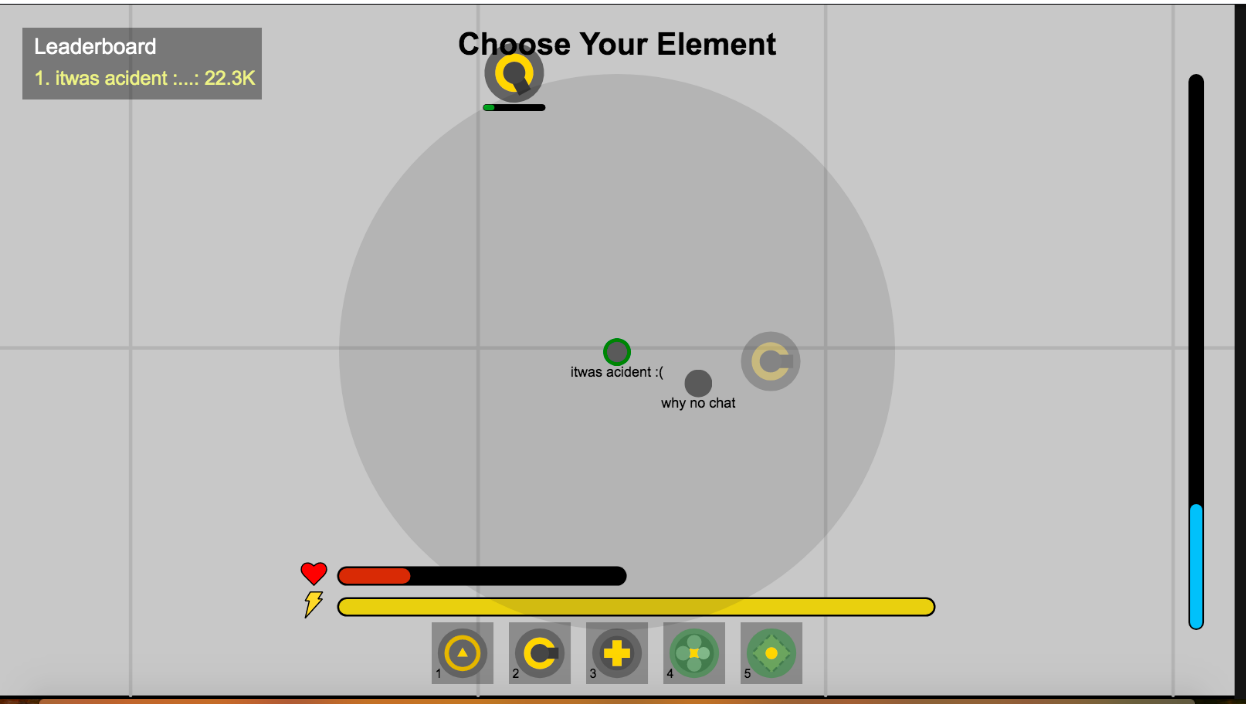 Leaderboard
1. itwas acident :...: 22.3K
Choose Your Element
itwas acident :(
why no chat
1
2
3
4
5